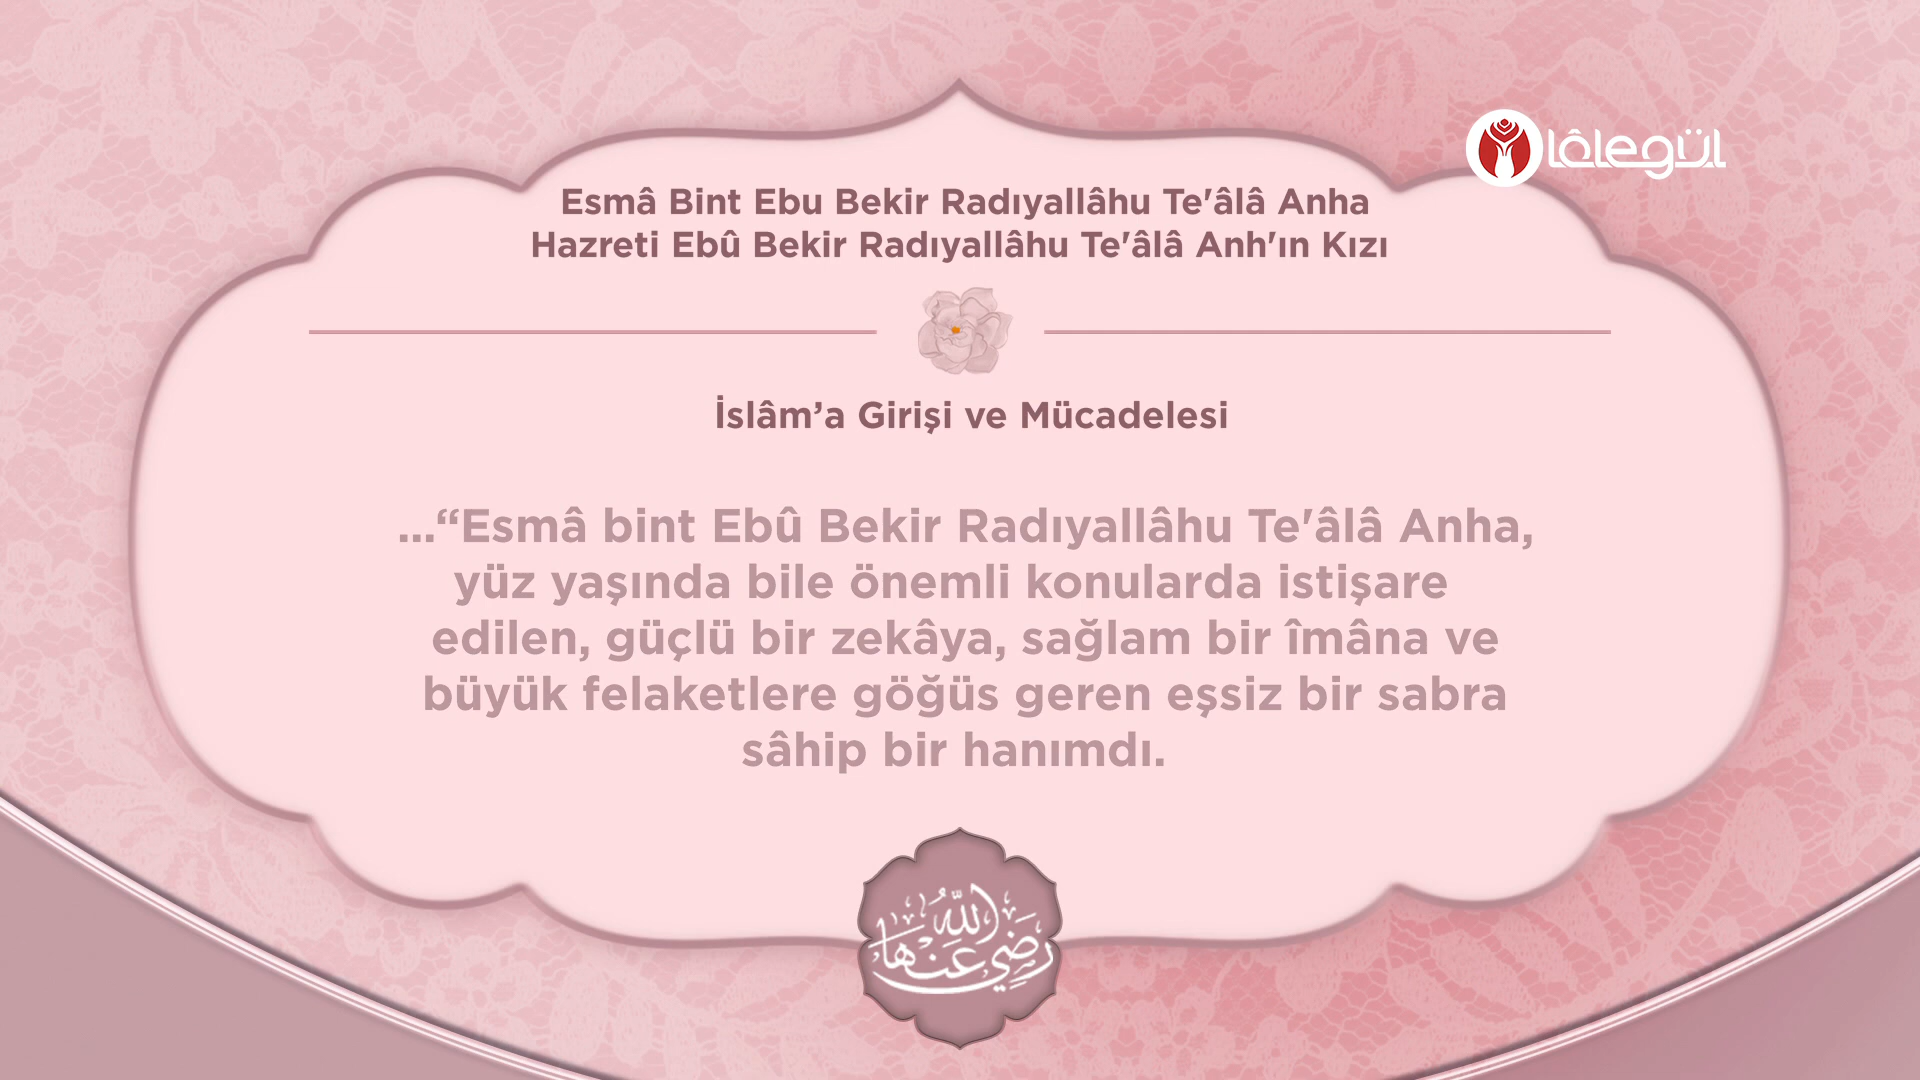 lâlegül
Esmâ Bint Ebu Bekir Radıyallâhu Te'âlâ Anha
Hazreti Ebû Bekir Radıyallâhu Te'âlâ Anh'ın Kızı
İslâm’a Girişi ve Mücadelesi
...“Esmâ bint Ebû Bekir Radıyallâhu Te'âlâ Anha,
yüz yaşında bile önemli konularda istişare
edilen, güçlü bir zekâya, sağlam bir îmâna ve
büyük felaketlere göğüs geren eşsiz bir sabra
sâhip bir hanımdı.
رَضِيَ اللهُ عَنْهَا